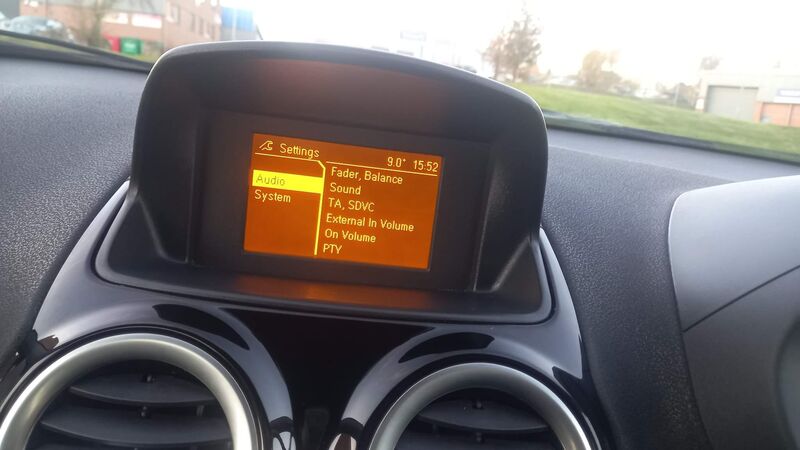 Settings
9.0° 15:52
Audio
System
Fader, Balance
Sound
TA, SDVC
External In Volume
On Volume
PTY